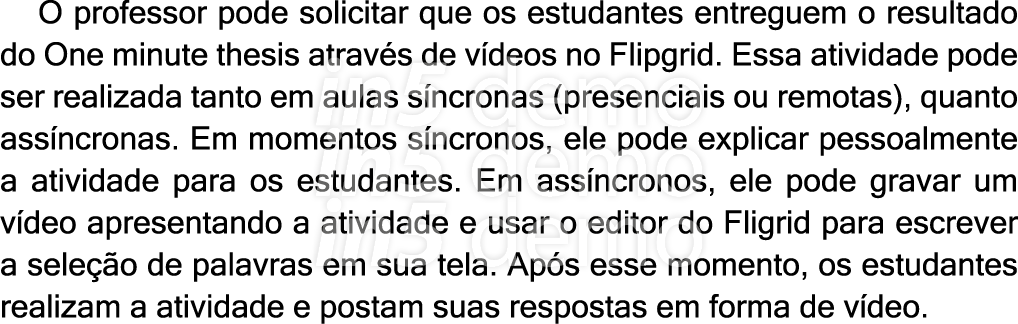 O professor pode solicitar que os estudantes entreguem o resultado
do One minute thesis através de vídeos no Flipgrid. Essa atividade pode
ser realizada tanto em aulas síncronas (presenciais ou remotas), quanto
assíncronas. Em momentos síncronos, ele pode explicar pessoalmente
a atividade para os estudantes. Em assíncronos, ele pode gravar um
vídeo apresentando a atividade e usar o editor do Fligrid para escrever
a seleção de palavras em sua tela. Após esse momento, os estudantes
realizam a atividade e postam suas respostas em forma de vídeo.
in5 demo
in5 demo
in5 demo